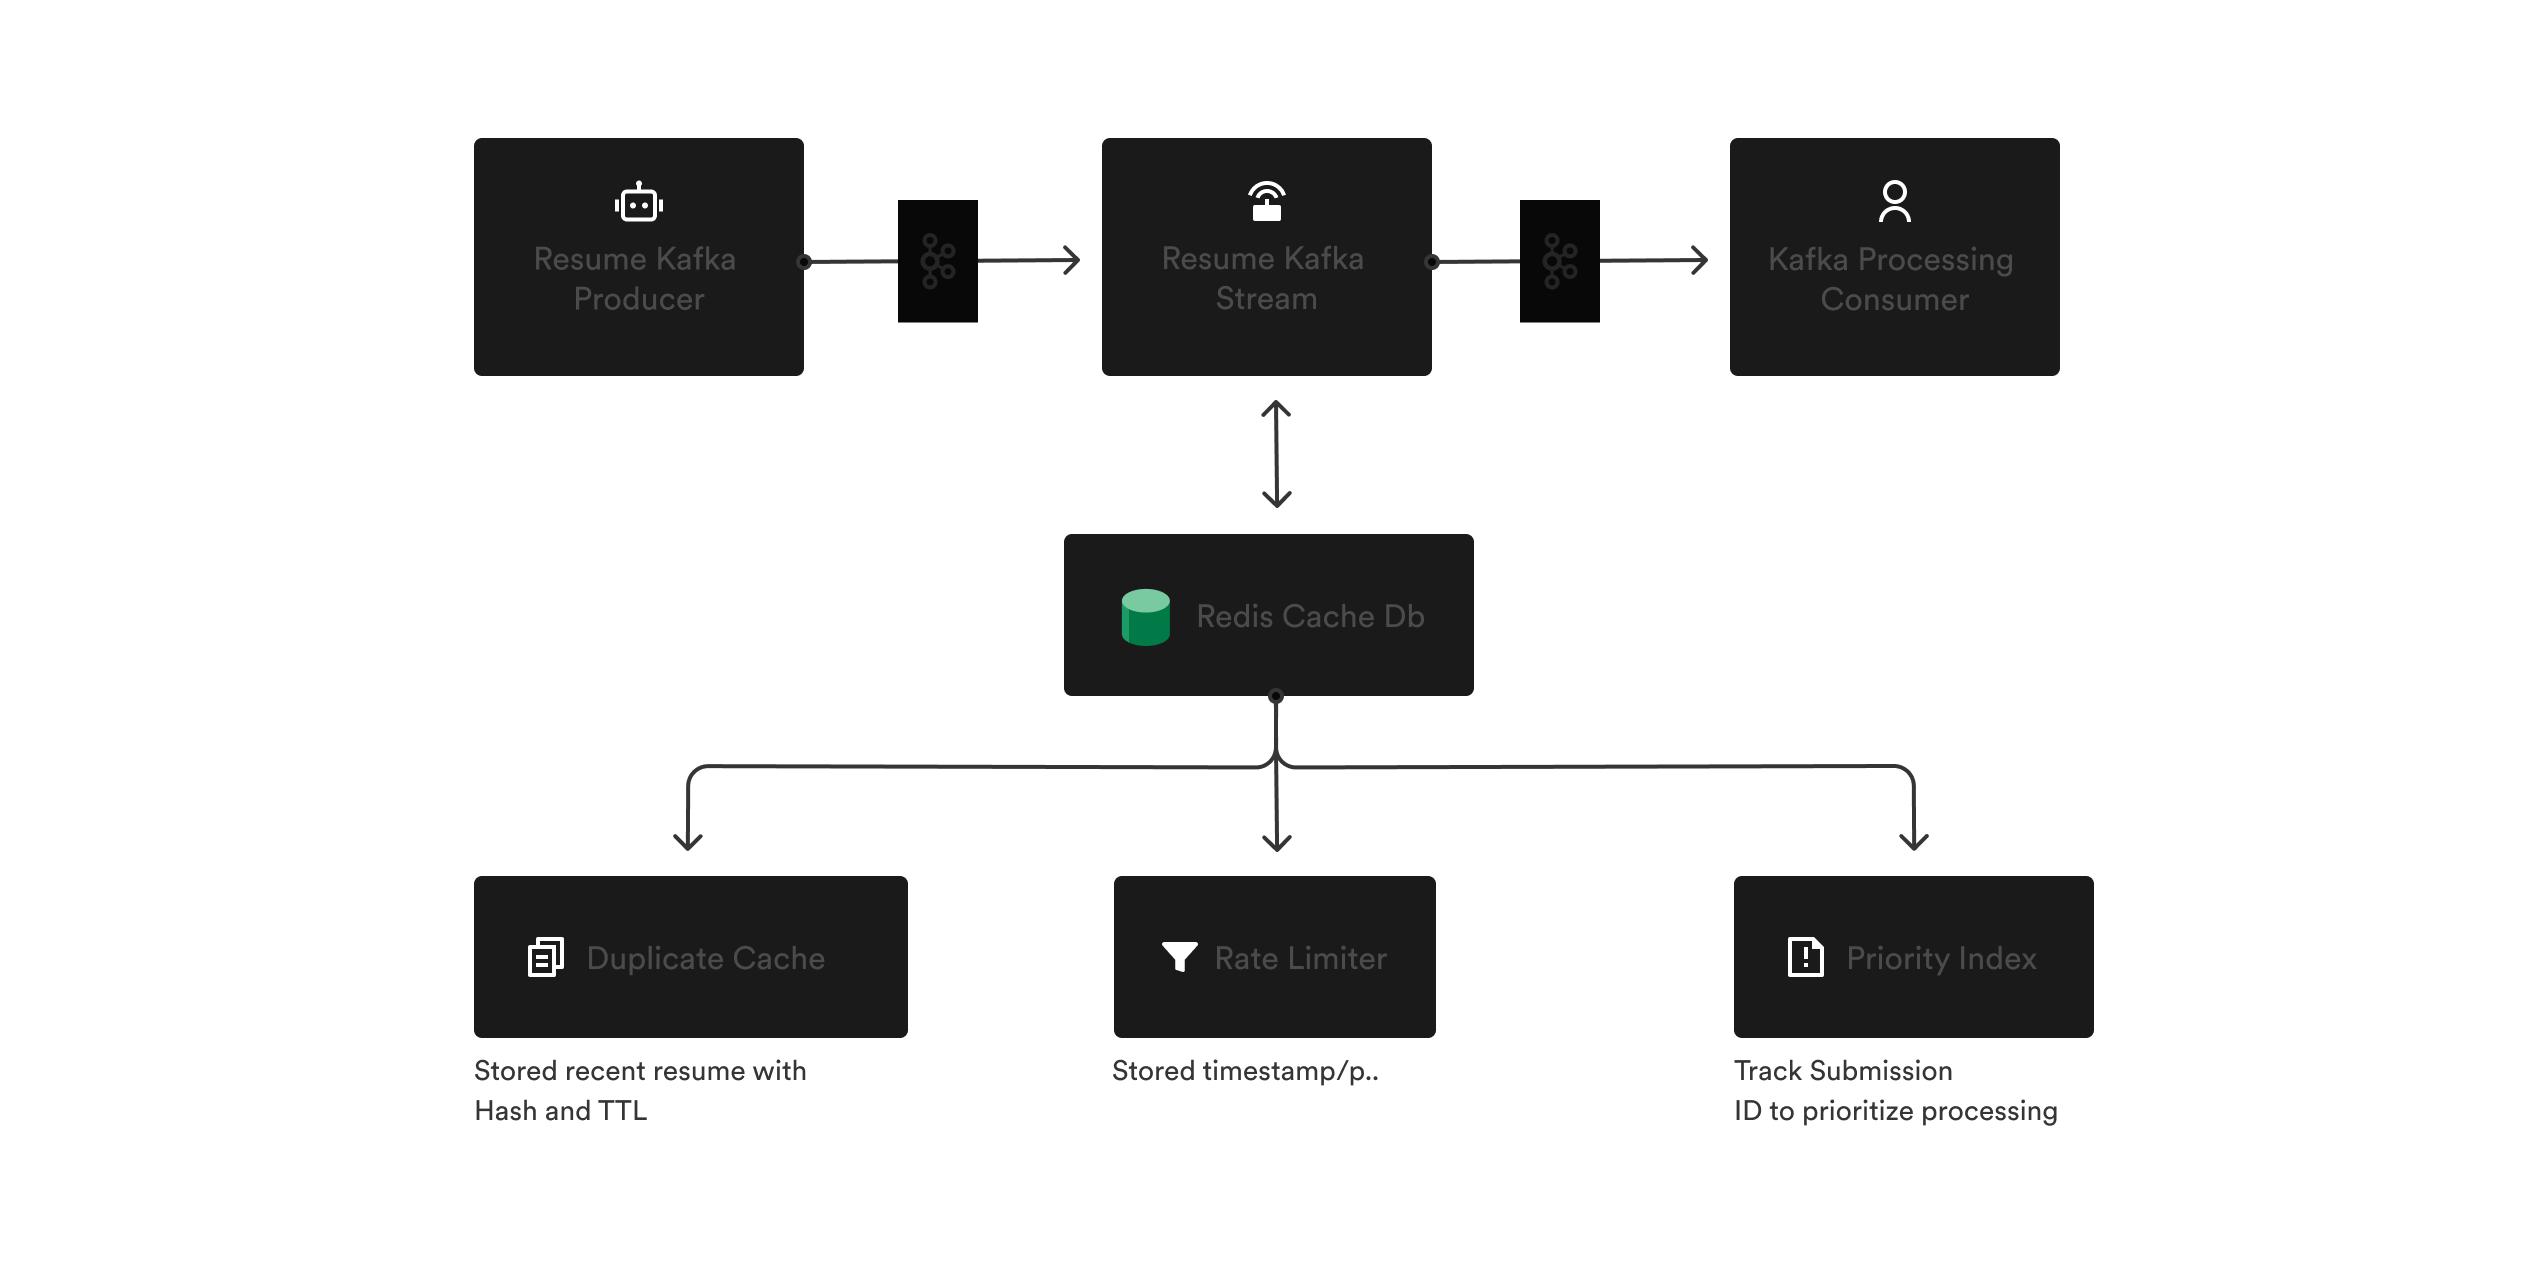 Resume Kafka
Producer
Resume Kafka
Stream
Kafka Processing
Consumer
Redis Cache Db
Duplicate Cache
Rate Limiter
Priority Index
Stored recent resume with
Hash and TTL
Stored timestamp/p..
Track Submission
ID to prioritize processing